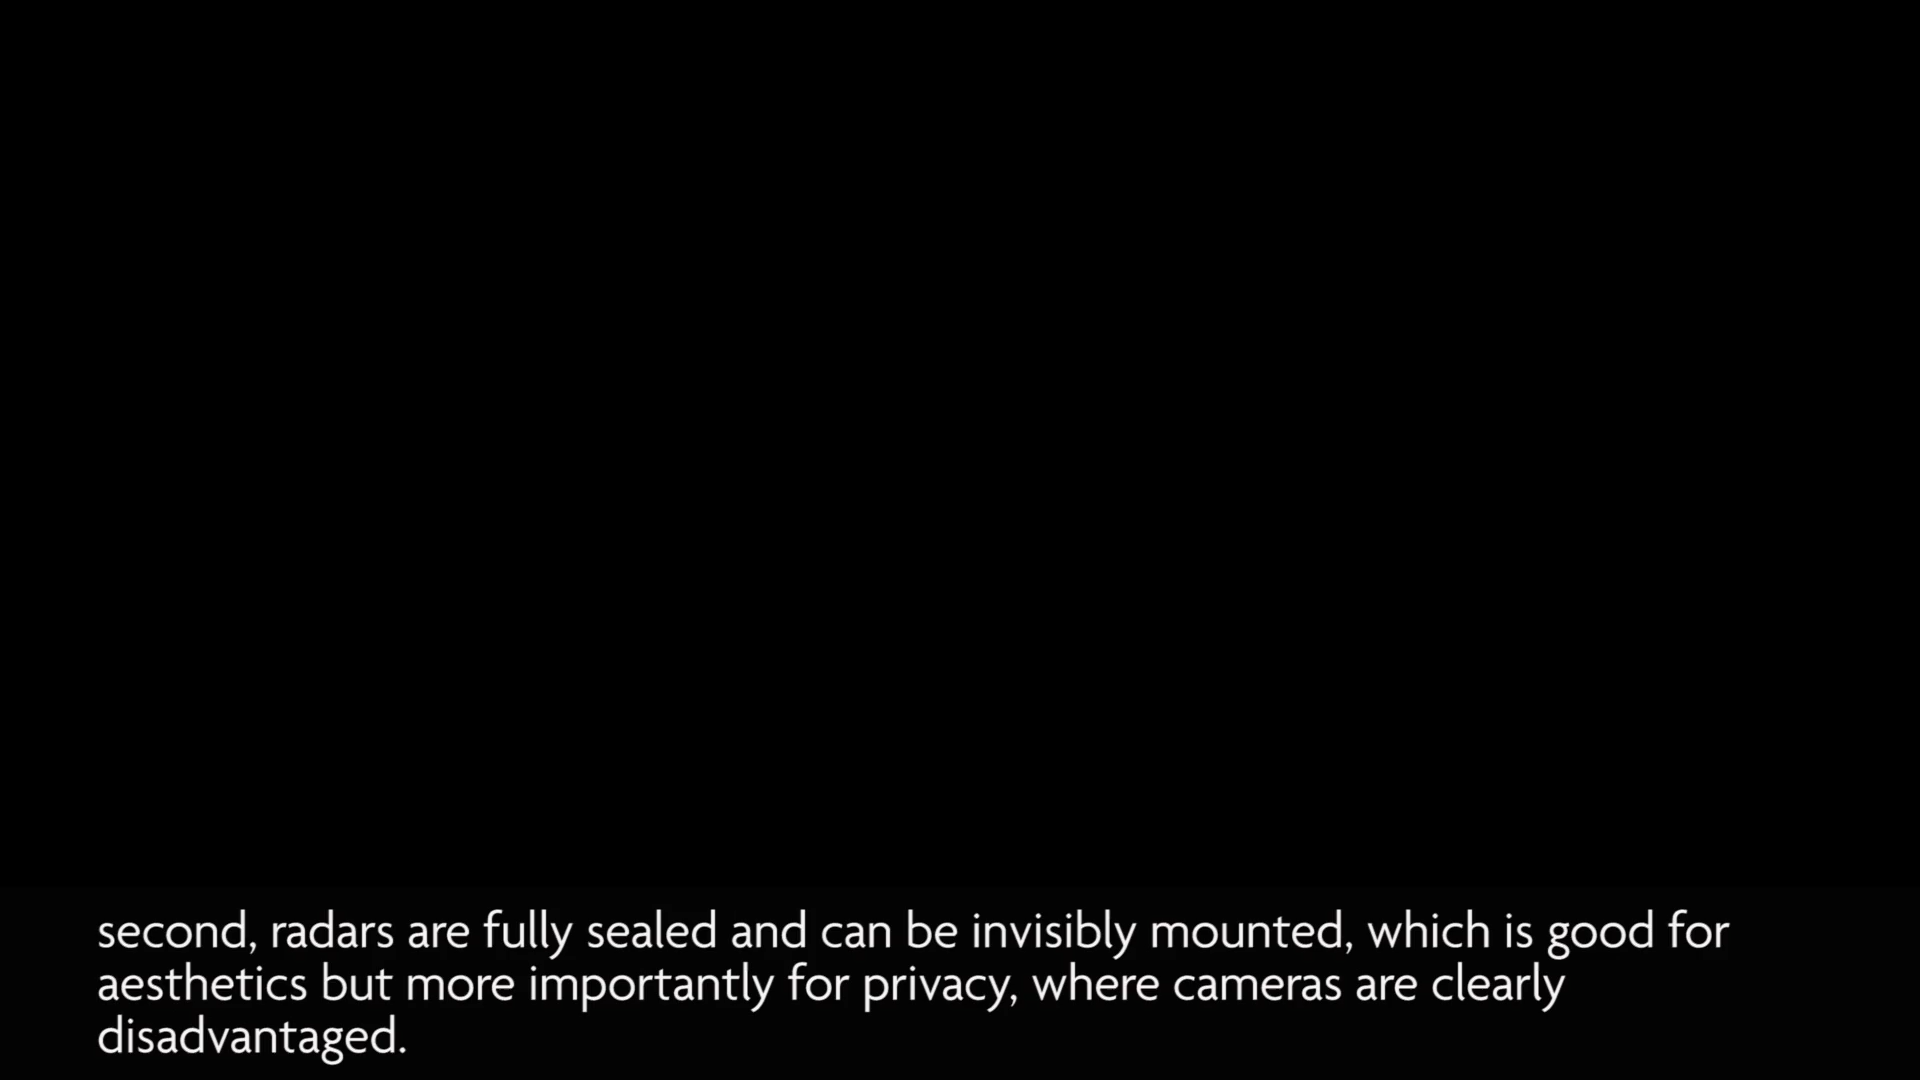 second, radars are fully sealed and can be invisibly mounted, which is good for
aesthetics but more importantly for privacy, where cameras are clearly
disadvantaged.